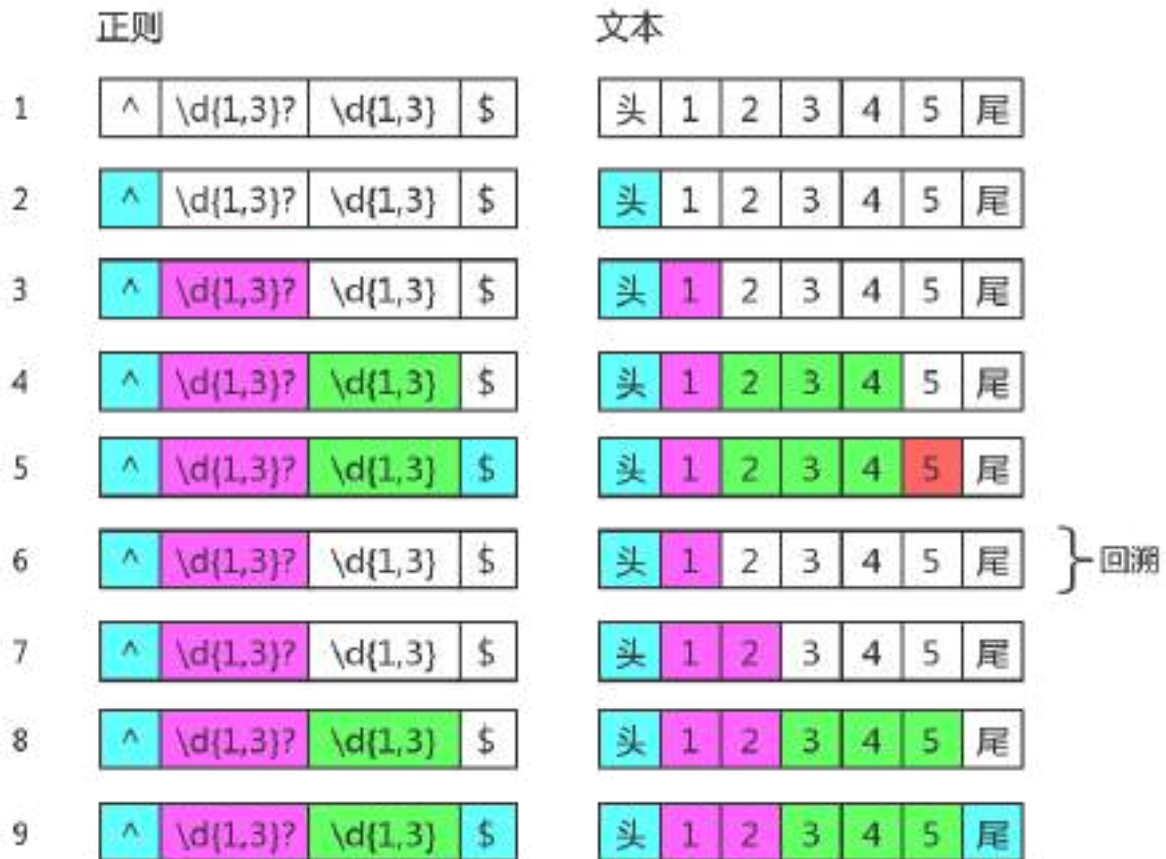 正则 文本
1 ^ \d{1,3}? \d{1,3} $ 头 1 2 3 4 5 尾
2 ^ \d{1,3}? \d{1,3} $ 头 1 2 3 4 5 尾
3 ^ \d{1,3}? \d{1,3} $ 头 1 2 3 4 5 尾
4 ^ \d{1,3}? \d{1,3} $ 头 1 2 3 4 5 尾
5 ^ \d{1,3}? \d{1,3} $ 头 1 2 3 4 5 尾
6 ^ \d{1,3}? \d{1,3} $ 头 1 2 3 4 5 尾 回溯
7 ^ \d{1,3}? \d{1,3} $ 头 1 2 3 4 5 尾
8 ^ \d{1,3}? \d{1,3} $ 头 1 2 3 4 5 尾
9 ^ \d{1,3}? \d{1,3} $ 头 1 2 3 4 5 尾